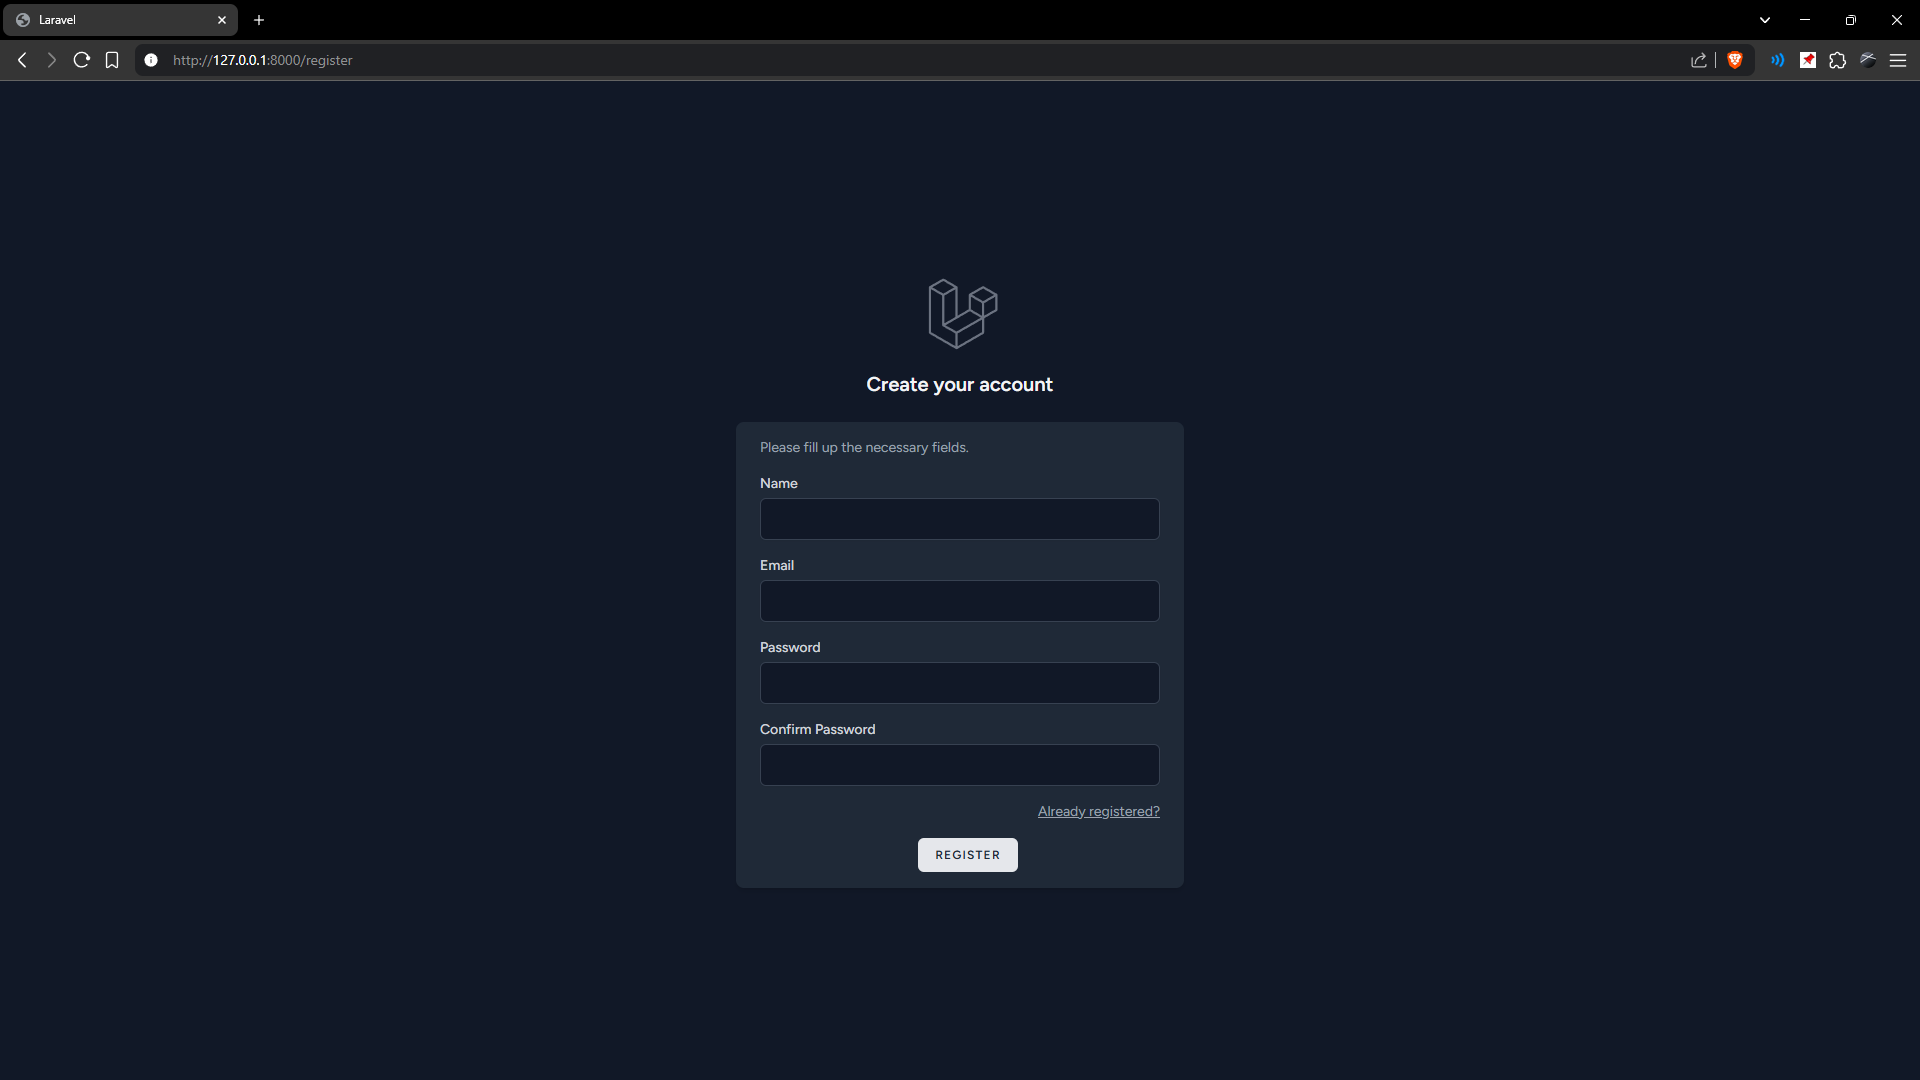 Laravel
http://127.0.0.1:8000/register
Create your account
Please fill up the necessary fields.
Name
Email
Password
Confirm Password
Already registered?
REGISTER